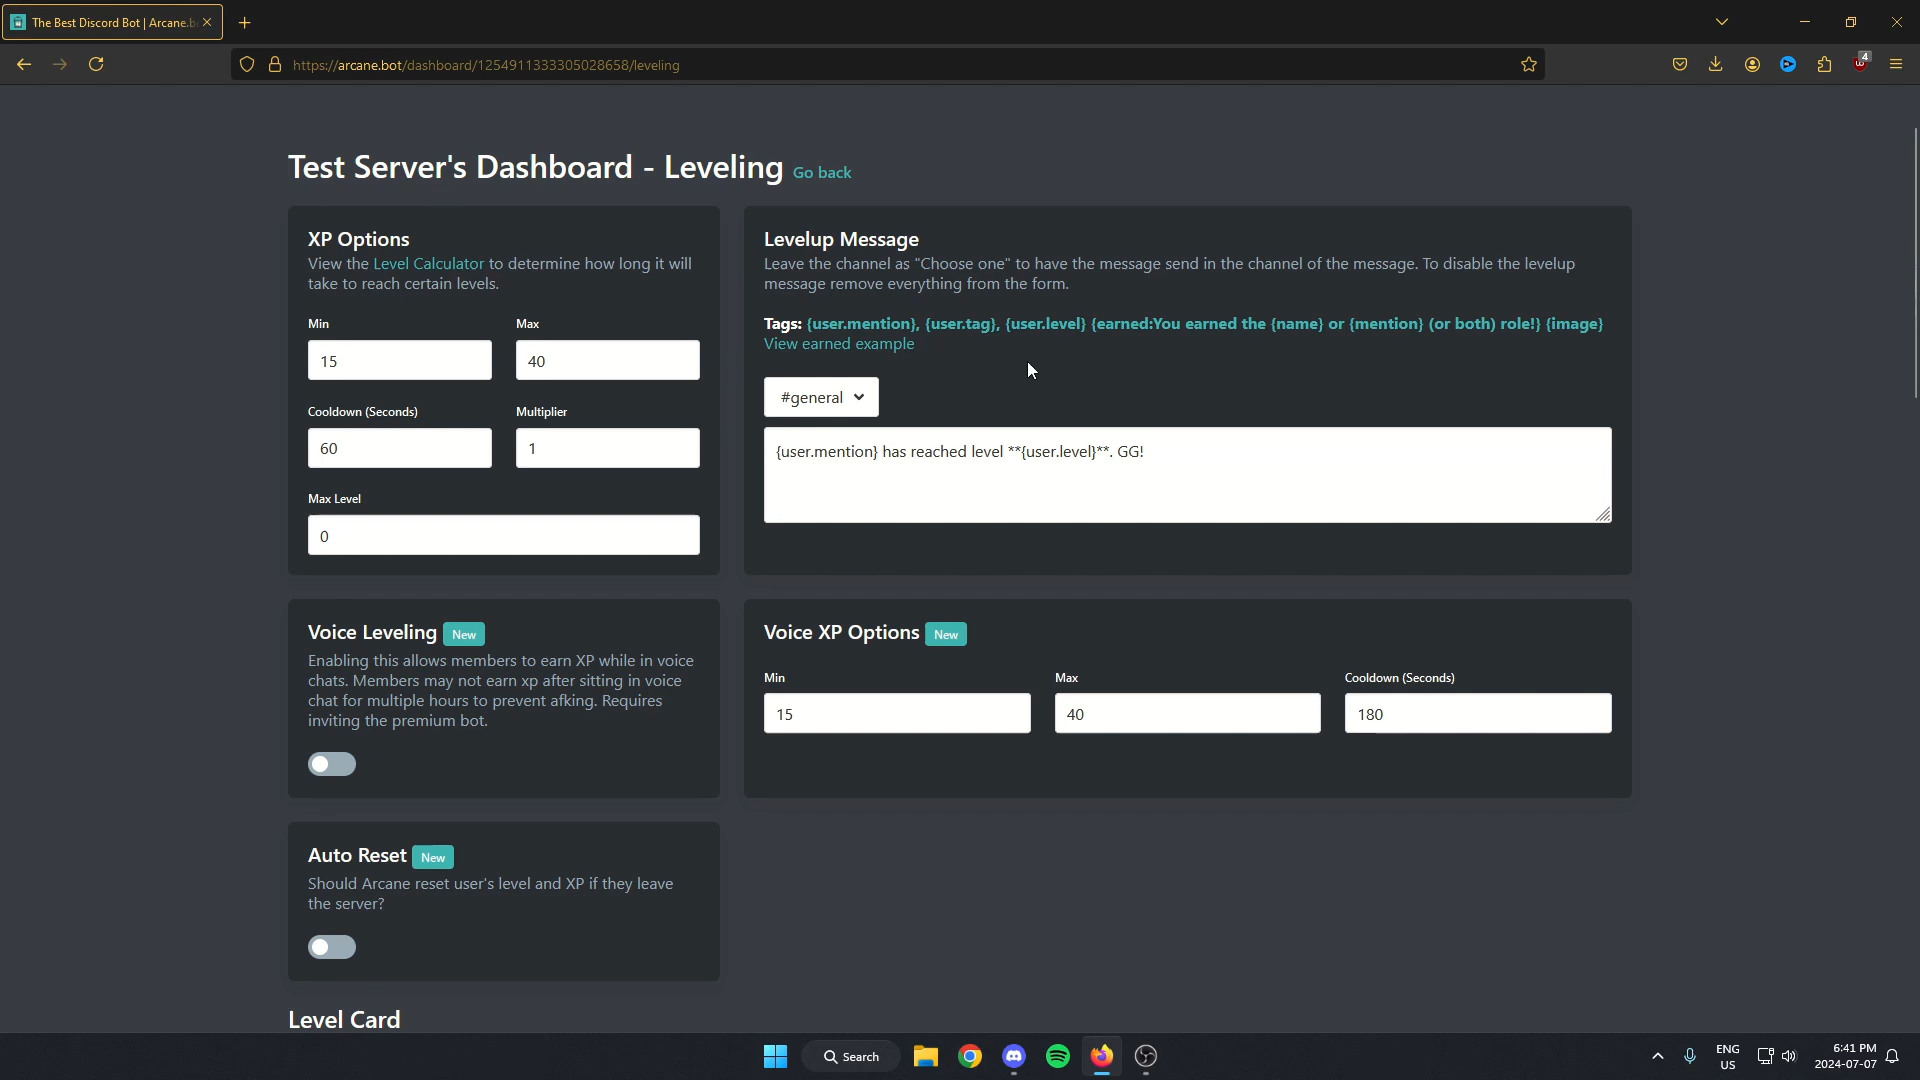 The Best Discord Bot | Arcane.b
https://arcane.bot/dashboard/1254911333305028658/leveling
4
Test Server's Dashboard - Leveling Go back
XP Options
View the Level Calculator to determine how long it will
take to reach certain levels.
Min
Max
15
40
Cooldown (Seconds)
Multiplier
60
1
Max Level
0
Levelup Message
Leave the channel as "Choose one" to have the message send in the channel of the message. To disable the levelup
message remove everything from the form.
Tags: {user.mention}, {user.tag}, {user.level} {earned:You earned the {name} or {mention} (or both) role!} {image}
View earned example
#general
{user.mention} has reached level **{user.level}**. GG!
Voice Leveling New
Enabling this allows members to earn XP while in voice
chats. Members may not earn xp after sitting in voice
chat for multiple hours to prevent afking. Requires
inviting the premium bot.
Voice XP Options New
Min
Max
Cooldown (Seconds)
15
40
180
Auto Reset New
Should Arcane reset user's level and XP if they leave
the server?
Level Card
Search
ENG
US
6:41 PM
2024-07-07